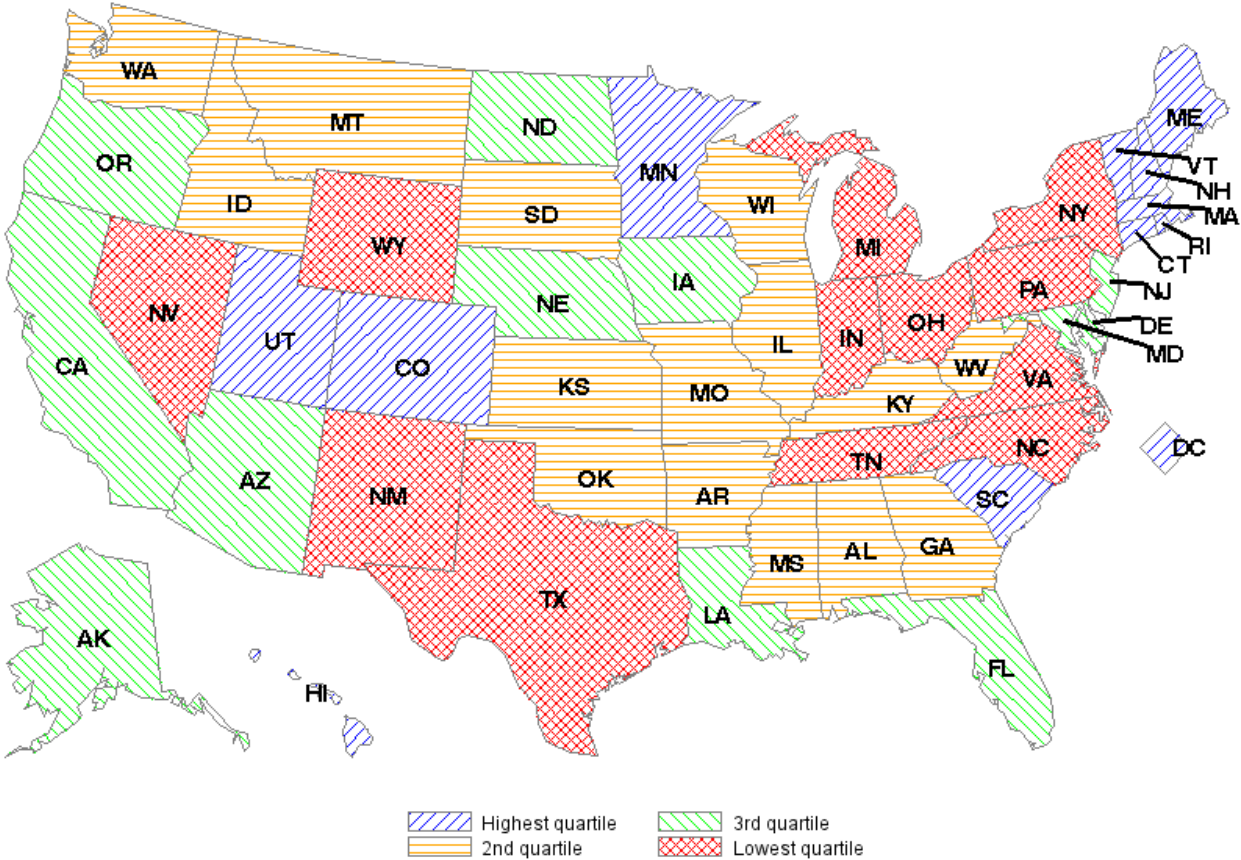 WA
MT
ND
MN
ME
OR
VT
ID
SD
WI
NH
NY
MA
WY
MI
RI
CT
IA
NV
NE
PA
NJ
UT
IL
IN
OH
DE
MD
CA
CO
KS
MO
WV
VA
KY
NC
DC
AZ
NM
OK
AR
TN
SC
MS
AL
GA
TX
LA
AK
FL
HI
Highest quartile
3rd quartile
2nd quartile
Lowest quartile